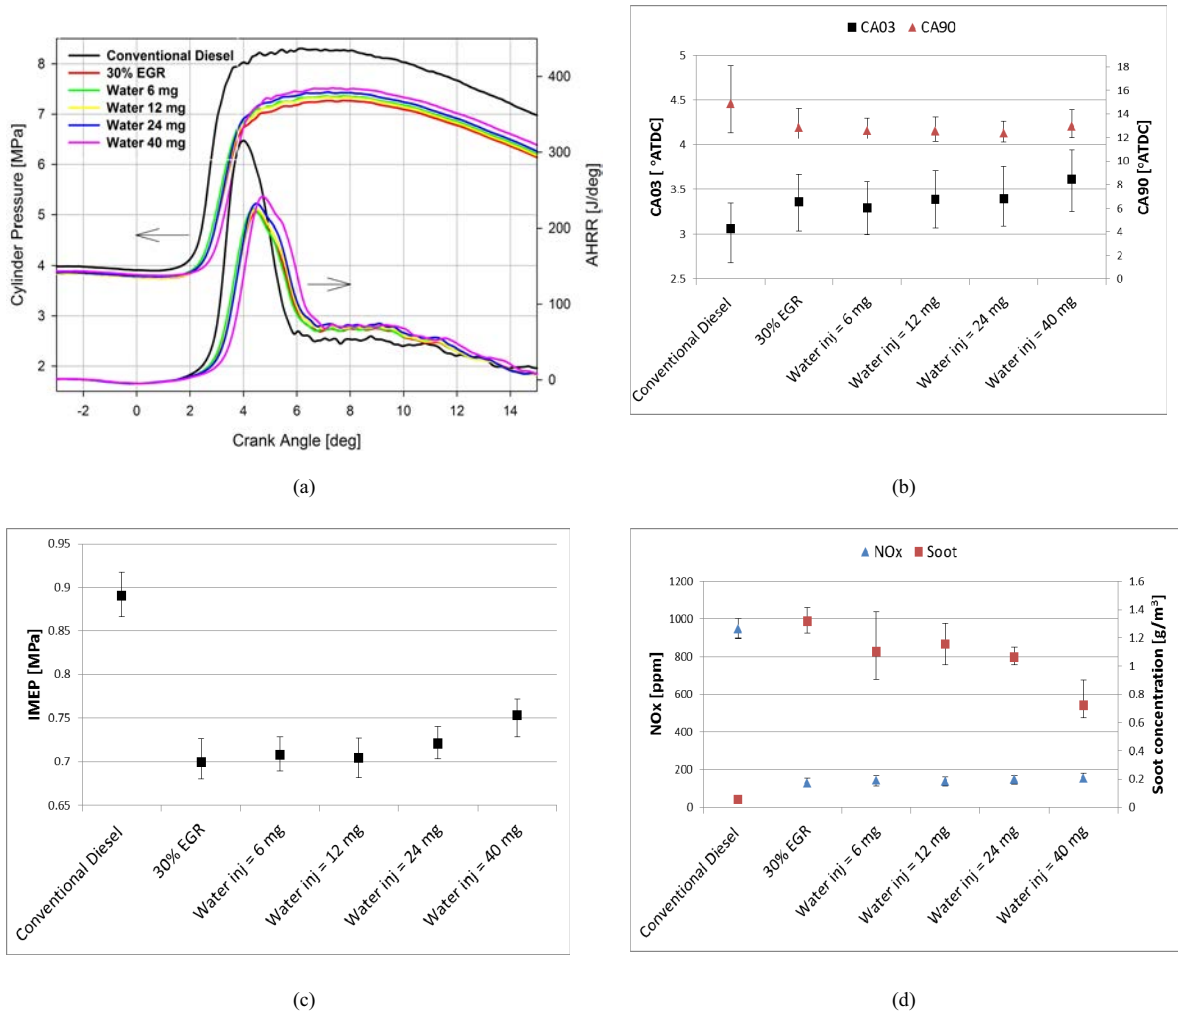 Conventional Diesel
30% EGR
Water 6 mg
Water 12 mg
Water 24 mg
Water 40 mg
Cylinder Pressure [MPa]
8
7
6
5
4
3
2
400
300
200
100
0
AHRR [J/deg]
-2 0 2 4 6 8 10 12 14
Crank Angle [deg]
(a)
CA03 CA90
CA03 [ °ATDC]
5
4.5
4
3.5
3
2.5
18
16
14
12
10
8
6
4
2
0
CA90 [°ATDC]
Conventional Diesel
30% EGR
Water inj = 6 mg
Water inj = 12 mg
Water inj = 24 mg
Water inj = 40 mg
(b)
IMEP [MPa]
0.95
0.9
0.85
0.8
0.75
0.7
0.65
Conventional Diesel
30% EGR
Water inj = 6 mg
Water inj = 12 mg
Water inj = 24 mg
Water inj = 40 mg
(c)
NOx Soot
NOx [ppm]
1200
1000
800
600
400
200
0
1.6
1.4
1.2
1
0.8
0.6
0.4
0.2
0
Soot concentration [g/m³]
Conventional Diesel
30% EGR
Water inj = 6 mg
Water inj = 12 mg
Water inj = 24 mg
Water inj = 40 mg
(d)